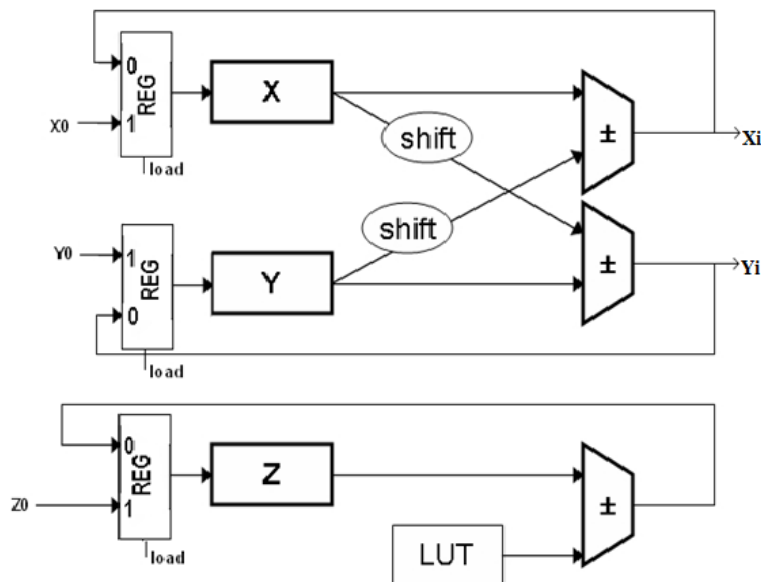 0
REG
X0
1
load
X
shift
±
Xi
Y0
1
REG
0
load
Y
shift
±
Yi
0
REG
Z0
1
load
Z
±
LUT